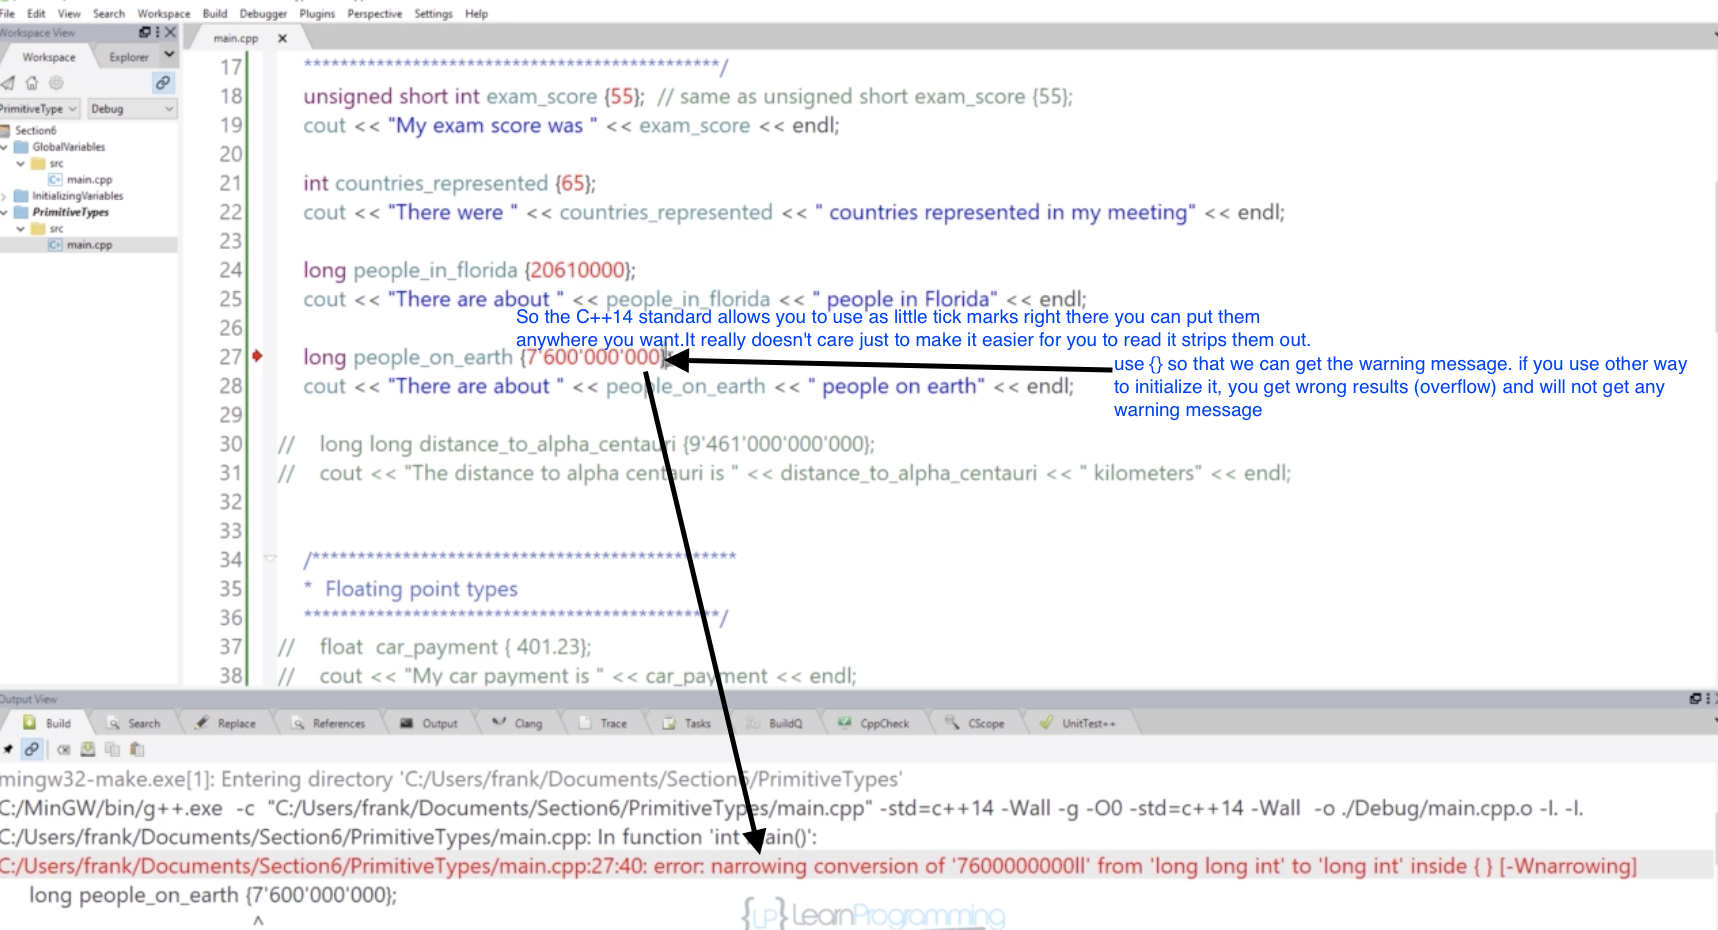 File Edit View Search Workspace Build Debugger Plugins Perspective Settings Help
Workspace View
main.cpp
Workspace Explorer
PrimitiveType Debug
Section6
GlobalVariables
src
main.cpp
InitializingVariables
PrimitiveTypes
src
main.cpp
17 **********************************************/
18 unsigned short int exam_score {55}; // same as unsigned short exam_score {55};
19 cout << "My exam score was " << exam_score << endl;
20
21 int countries_represented {65};
22 cout << "There were " << countries_represented << " countries represented in my meeting" << endl;
23
24 long people_in_florida {20610000};
25 cout << "There are about " << people_in_florida << " people in Florida" << endl;
So the C++14 standard allows you to use as little tick marks right there you can put them
26
anywhere you want.It really doesn't care just to make it easier for you to read it strips them out.
27 long people_on_earth {7'600'000'000};
use {} so that we can get the warning message. if you use other way
to initialize it, you get wrong results (overflow) and will not get any
warning message
28 cout << "There are about " << people_on_earth << " people on earth" << endl;
29
30 // long long distance_to_alpha_centauri {9'461'000'000'000};
31 // cout << "The distance to alpha centauri is " << distance_to_alpha_centauri << " kilometers" << endl;
32
33
34 /***********************************************
35 * Floating point types
36 **********************************************/
37 // float car_payment { 401.23};
38 // cout << "My car payment is " << car_payment << endl;
Output View
Build Search Replace References Output Clang Trace Tasks BuildQ CppCheck CScope UnitTest++
mingw32-make.exe[1]: Entering directory 'C:/Users/frank/Documents/Section6/PrimitiveTypes'
C:/MinGW/bin/g++.exe -c "C:/Users/frank/Documents/Section6/PrimitiveTypes/main.cpp" -std=c++14 -Wall -g -O0 -std=c++14 -Wall -o ./Debug/main.cpp.o -I. -I.
C:/Users/frank/Documents/Section6/PrimitiveTypes/main.cpp: In function 'int main()':
C:/Users/frank/Documents/Section6/PrimitiveTypes/main.cpp:27:40: error: narrowing conversion of '7600000000ll' from 'long long int' to 'long int' inside { } [-Wnarrowing]
long people_on_earth {7'600'000'000};
^
{LP} LearnProgramming